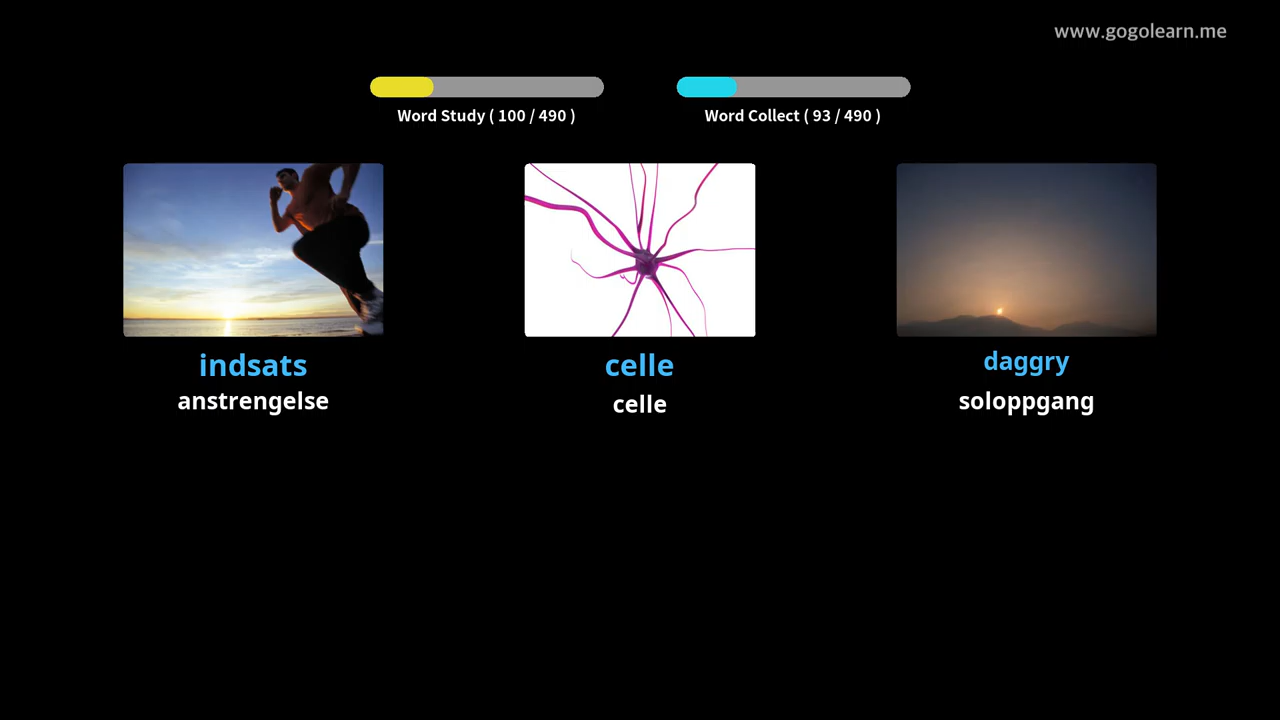 www.gogolearn.me
Word Study ( 100 / 490 )
Word Collect ( 93 / 490 )
indsats
anstrengelse
celle
celle
daggry
soloppgang